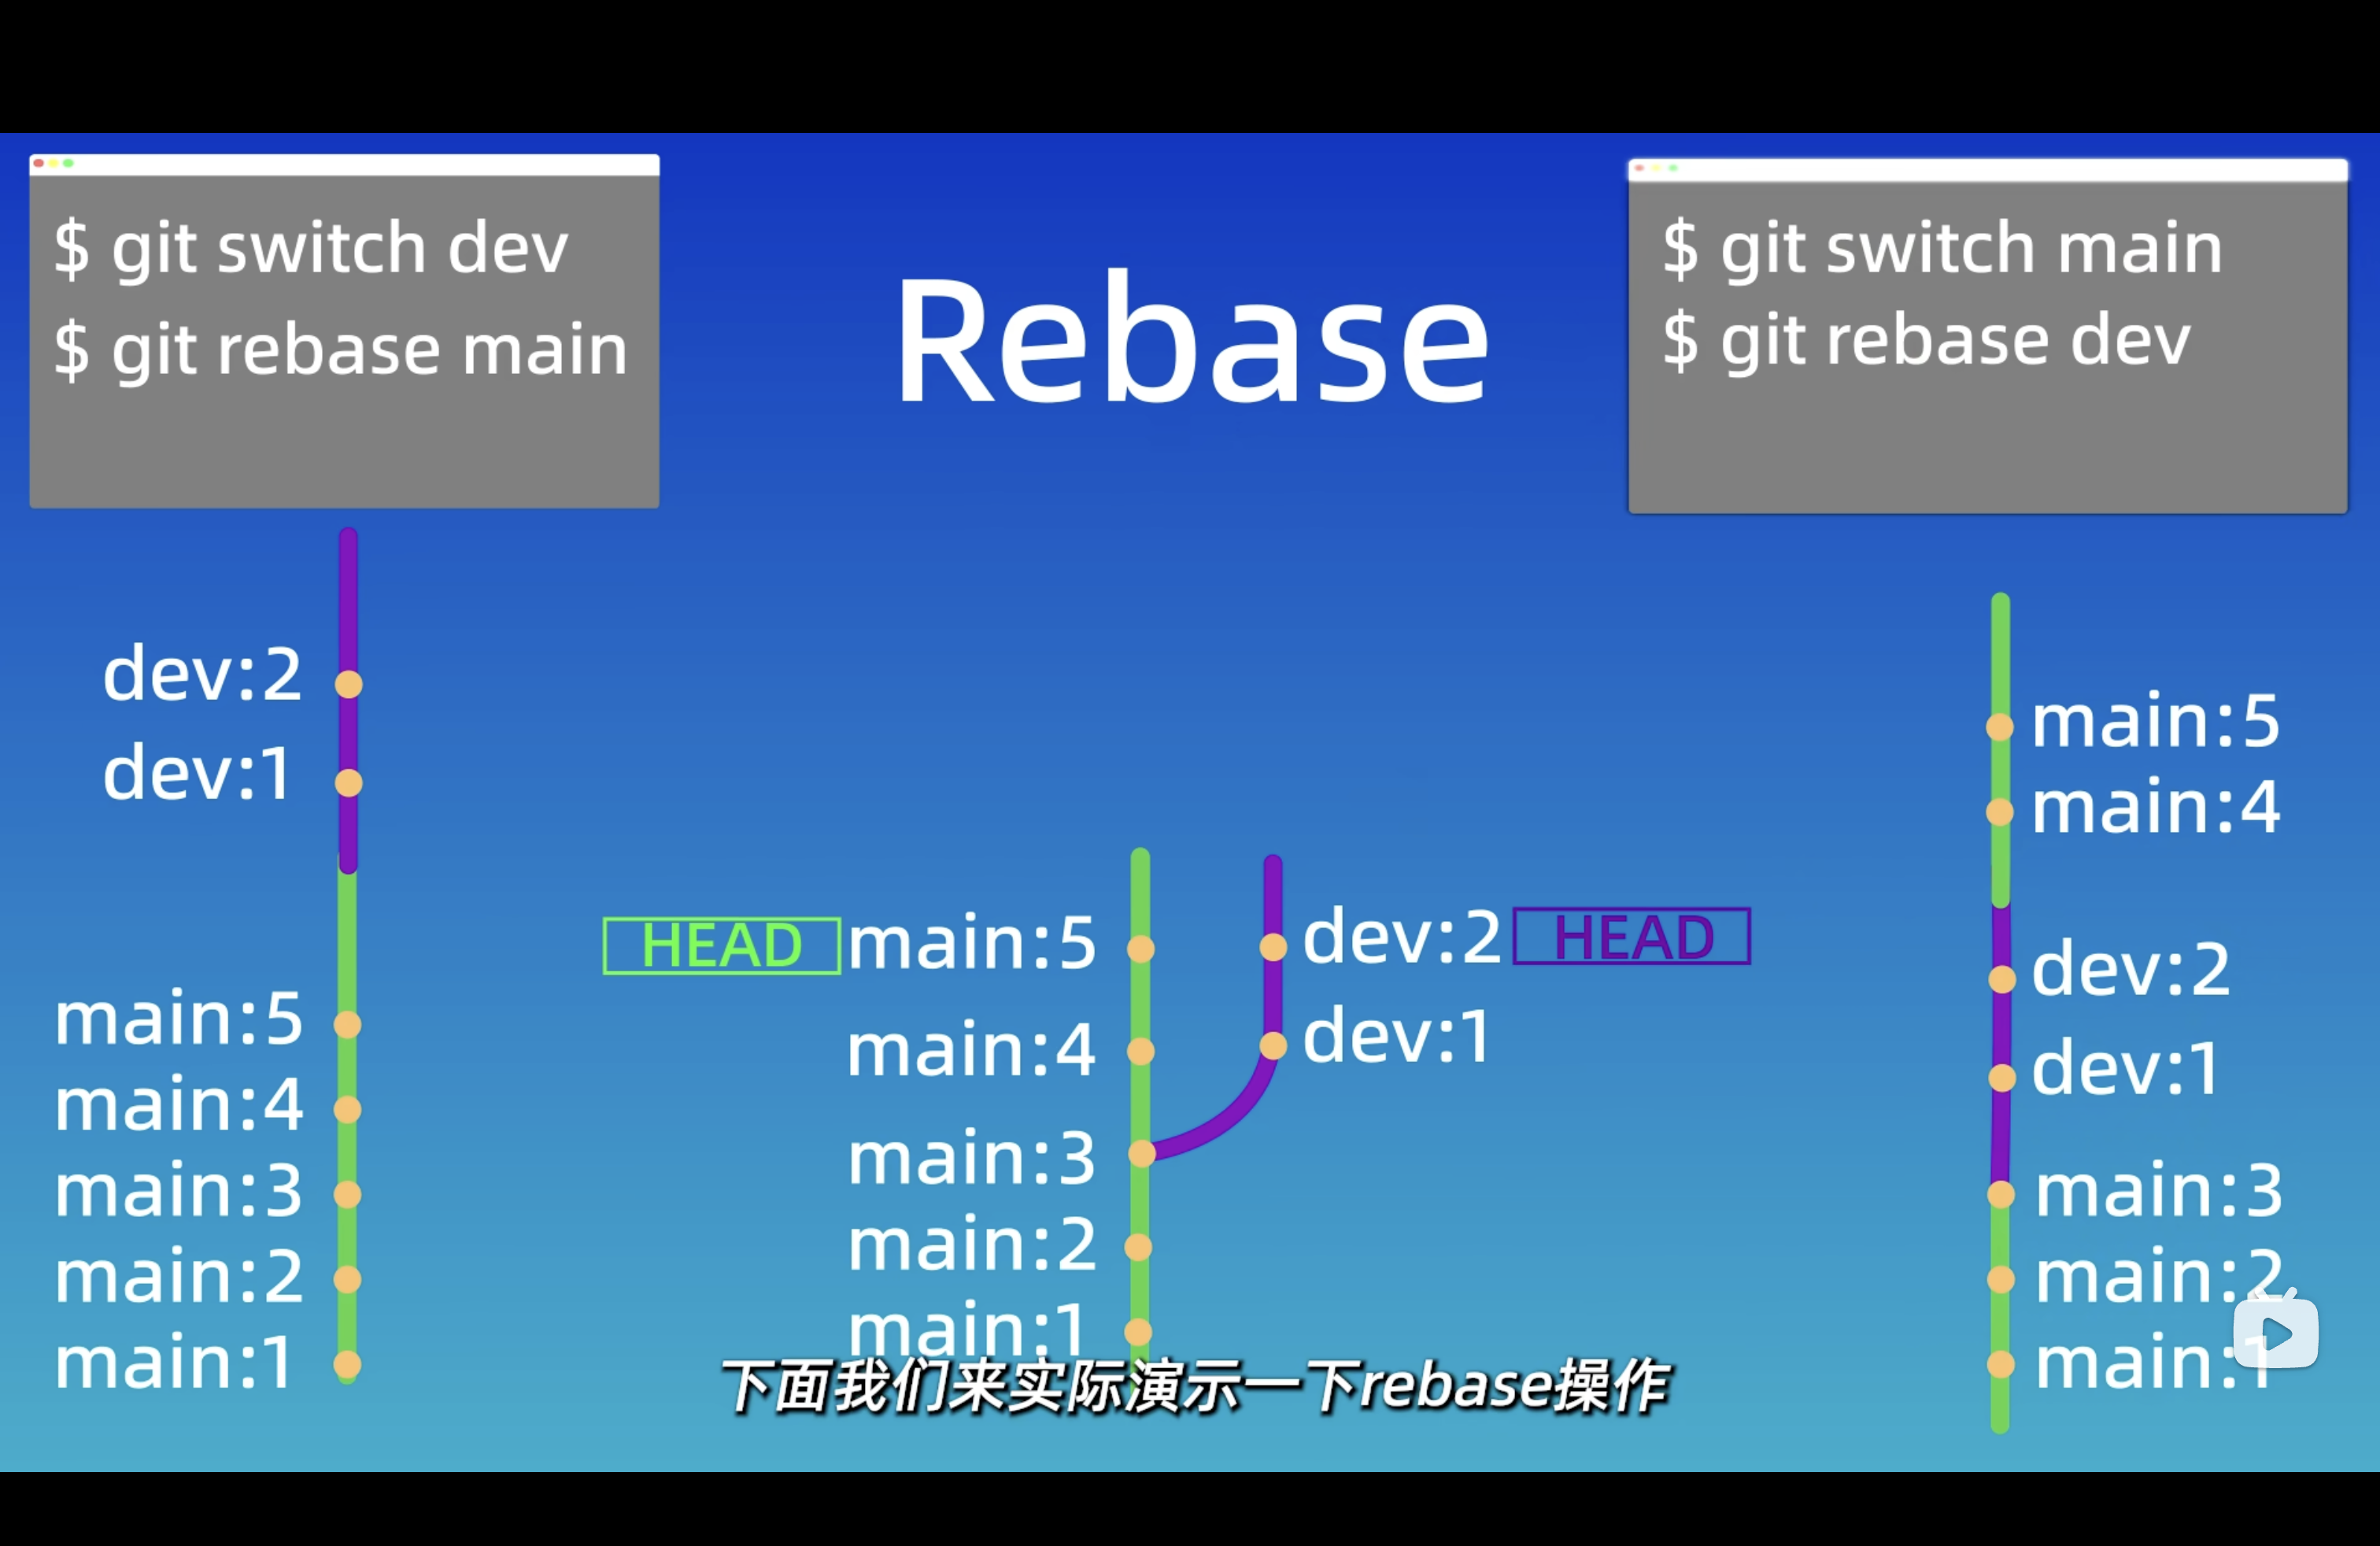 $ git switch dev
$ git rebase main
Rebase
$ git switch main
$ git rebase dev
dev:2
dev:1
main:5
main:4
main:3
main:2
main:1
HEAD main:5
main:4
main:3
main:2
main:1
dev:2 HEAD
dev:1
main:5
main:4
dev:2
dev:1
main:3
main:2
main:1
下面我们来实际演示一下rebase操作